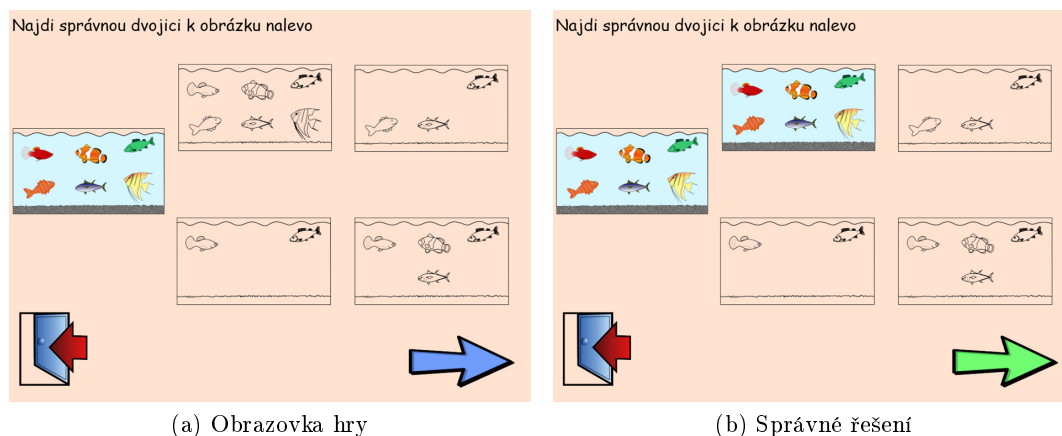 Najdi správnou dvojici k obrázku nalevo
Najdi správnou dvojici k obrázku nalevo
(a) Obrazovka hry
(b) Správné řešení